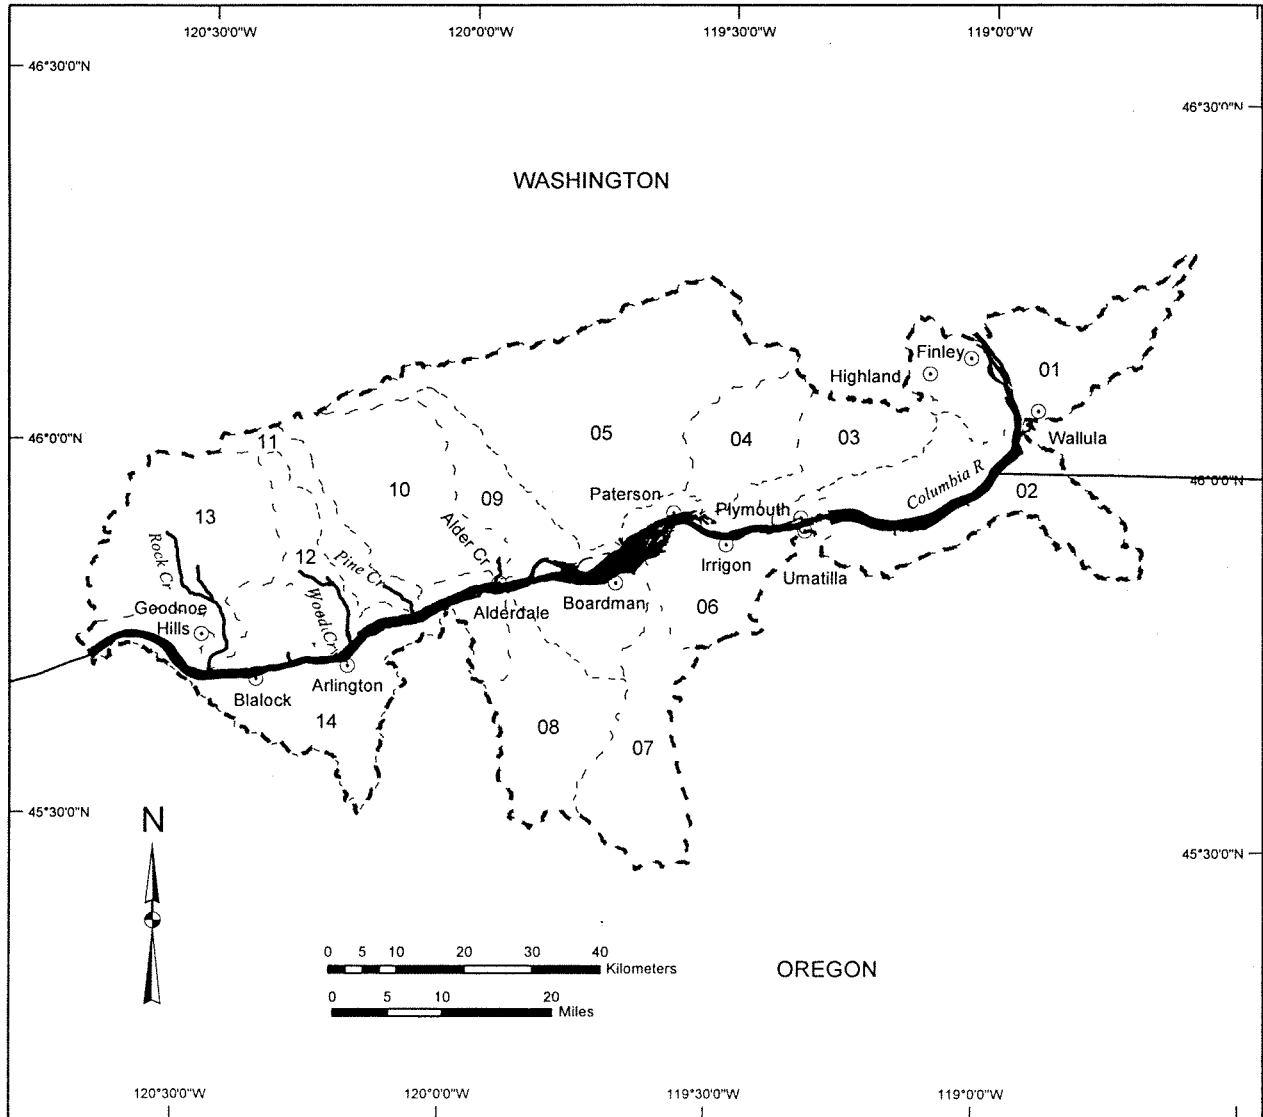 120°30'0"W 120°0'0"W 119°30'0"W 119°0'0"W
46°30'0"N
46°30'0"N
WASHINGTON
Finley
Highland
01
Wallula
46°0'0"N
11
05
04
03
10
09
Paterson
Plymouth
Columbia R
02
46°0'0"N
13
Rock Cr
12
Pine Cr
Alder Cr
Irrigon
Umatilla
Wood Cr
Goodnoe
Hills
Alderdale
Boardman
06
Blalock
Arlington
14
08
07
45°30'0"N
45°30'0"N
N
0 5 10 20 30 40
Kilometers
0 5 10 20
Miles
OREGON
120°30'0"W 120°0'0"W 119°30'0"W 119°0'0"W